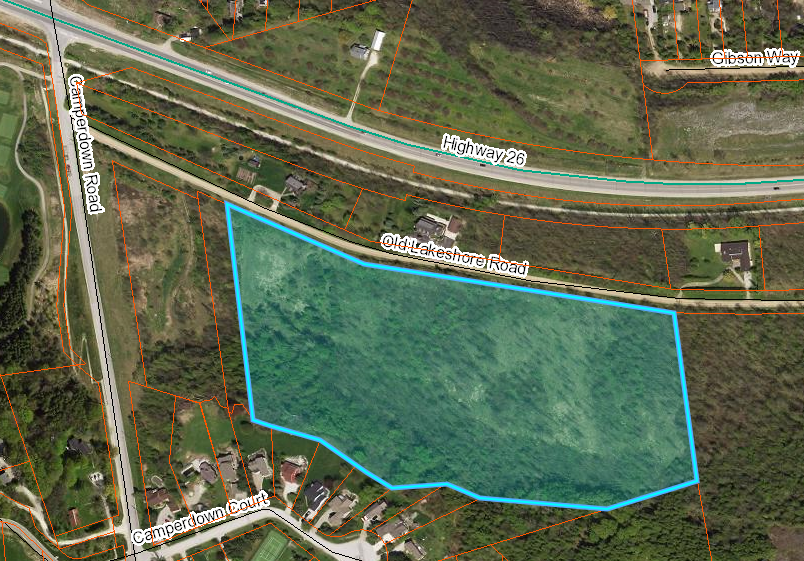 Gibson Way
Camperdown Road
Highway 26
Old Lakeshore Road
Camperdown Court